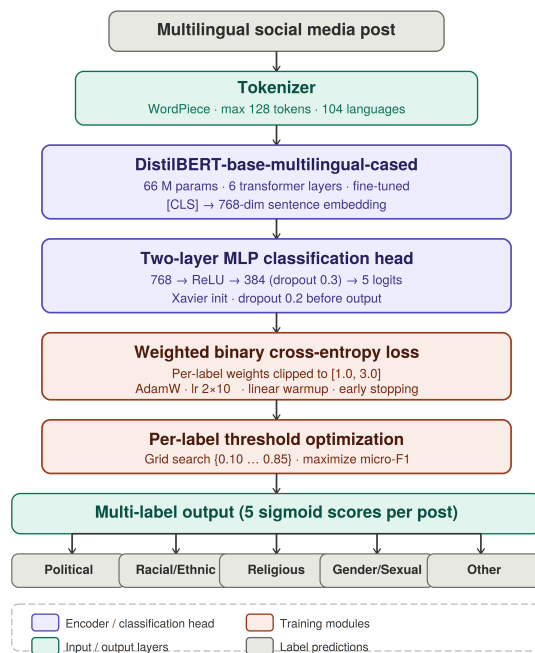 Multilingual social media post
Tokenizer
WordPiece · max 128 tokens · 104 languages
DistilBERT-base-multilingual-cased
66 M params · 6 transformer layers · fine-tuned
[CLS] → 768-dim sentence embedding
Two-layer MLP classification head
768 → ReLU → 384 (dropout 0.3) → 5 logits
Xavier init · dropout 0.2 before output
Weighted binary cross-entropy loss
Per-label weights clipped to [1.0, 3.0]
AdamW · lr 2×10 · linear warmup · early stopping
Per-label threshold optimization
Grid search {0.10 … 0.85} · maximize micro-F1
Multi-label output (5 sigmoid scores per post)
Political Racial/Ethnic Religious Gender/Sexual Other
Encoder / classification head Training modules
Input / output layers Label predictions